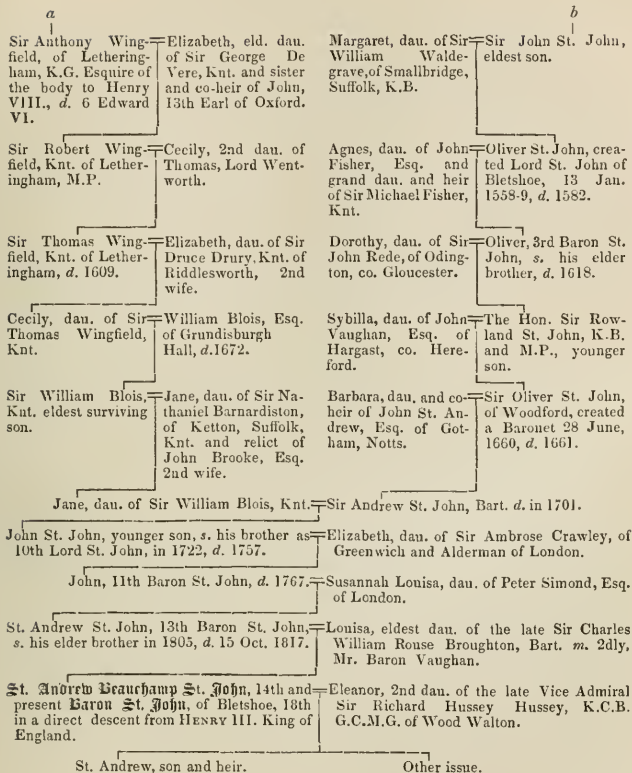 a
b
Sir Anthony Wing-
field, of Lethering-
ham, K.G. Esquire of
the body to Henry
VIII., d. 6 Edward
VI.
Elizabeth, eld. dau.
of Sir George De
Vere, Knt. and sister
and co-heir of John,
13th Earl of Oxford.
Margaret, dau. of Sir
William Walde-
grave, of Smallbridge,
Suffolk, K.B.
Sir John St. John,
eldest son.
Sir Robert Wing-
field, Knt. of Lether-
ingham, M.P.
Cecily, 2nd dau. of
Thomas, Lord Went-
worth.
Agnes, dau. of John
Fisher, Esq. and
grand dau. and heir
of Sir Michael Fisher,
Knt.
Oliver St. John, crea-
ted Lord St. John of
Bletshoe, 13 Jan.
1558-9, d. 1582.
Sir Thomas Wing-
field, Knt. of Lether-
ingham, d. 1609.
Elizabeth, dau. of Sir
Druce Drury, Knt. of
Riddlesworth, 2nd
wife.
Dorothy, dau. of Sir
John Rede, of Oding-
ton, co. Gloucester.
Oliver, 3rd Baron St.
John, s. his elder
brother, d. 1618.
Cecily, dau. of Sir
Thomas Wingfield,
Knt.
William Blois, Esq.
of Grundisburgh
Hall, d. 1672.
Sybilla, dau. of John
Vaughan, Esq. of
Hargast, co. Here-
ford.
The Hon. Sir Row-
land St. John, K.B.
and M.P., younger
son.
Sir William Blois,
Knt. eldest surviving
son.
Jane, dau. of Sir Na-
thaniel Barnardiston,
of Ketton, Suffolk,
Knt. and relict of
John Brooke, Esq.
2nd wife.
Barbara, dau. and co-
heir of John St. An-
drew, Esq. of Got-
ham, Notts.
Sir Oliver St. John,
of Woodford, created
a Baronet 28 June,
1660, d. 1661.
Jane, dau. of Sir William Blois, Knt.
Sir Andrew St. John, Bart. d. in 1701.
John St. John, younger son, s. his brother as
10th Lord St. John, in 1722, d. 1757.
Elizabeth, dau. of Sir Ambrose Crawley, of
Greenwich and Alderman of London.
John, 11th Baron St. John, d. 1767.
Susannah Louisa, dau. of Peter Simond, Esq.
of London.
St. Andrew St. John, 13th Baron St. John,
s. his elder brother in 1805, d. 15 Oct. 1817.
Louisa, eldest dau. of the late Sir Charles
William Rouse Broughton, Bart. m. 2dly,
Mr. Baron Vaughan.
St. Andrew Beauchamp St. John, 14th and
present Baron St. John, of Bletshoe, 18th
in a direct descent from HENRY III. King of
England.
Eleanor, 2nd dau. of the late Vice Admiral
Sir Richard Hussey Hussey, K.C.B.
G.C.M.G. of Wood Walton.
St. Andrew, son and heir.
Other issue.